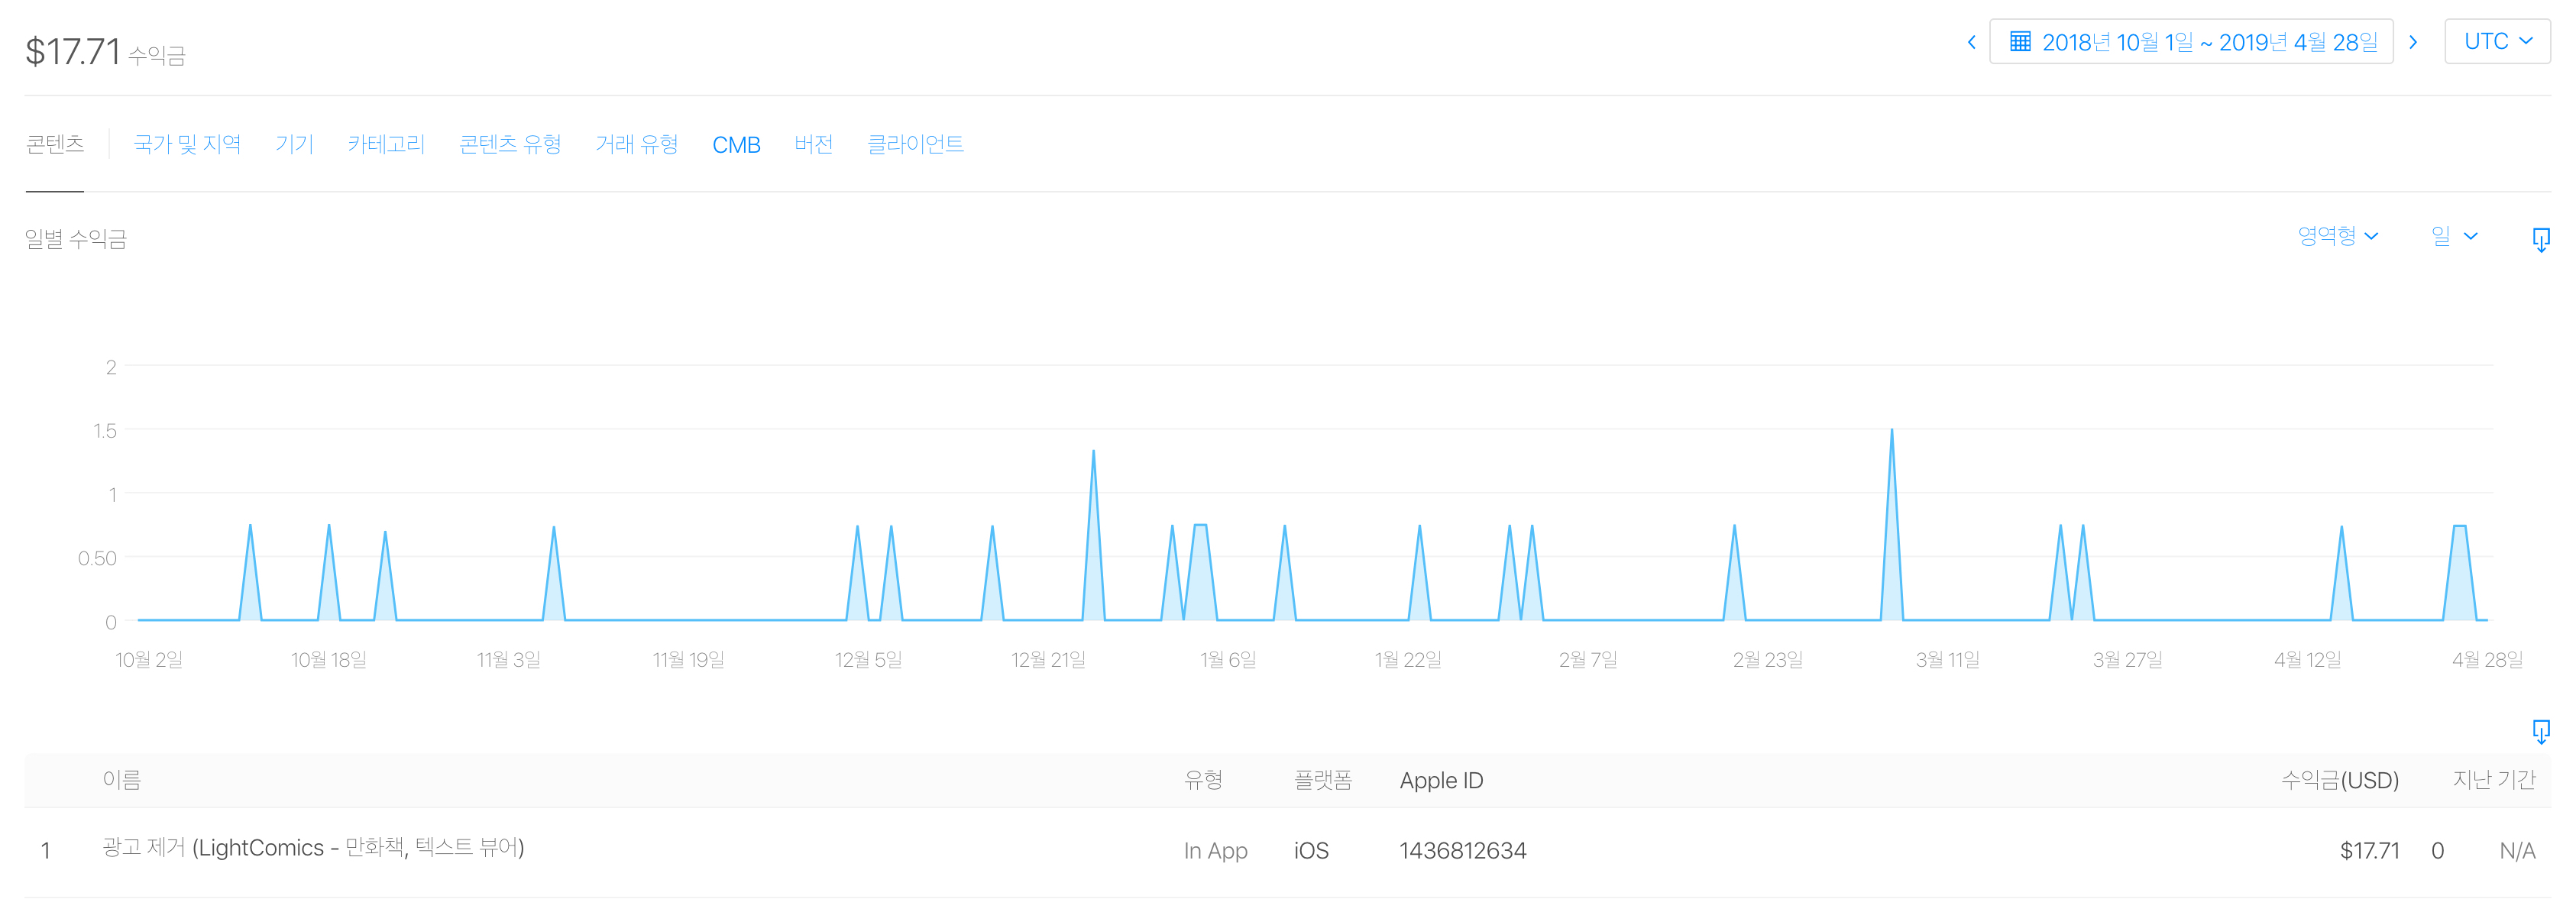 $17.71 수익금
2018년 10월 1일 ~ 2019년 4월 28일
UTC
콘텐츠 국가 및 지역 기기 카테고리 콘텐츠 유형 거래 유형 CMB 버전 클라이언트
일별 수익금
영역형 일
2
1.5
1
0.50
0
10월 2일 10월 18일 11월 3일 11월 19일 12월 5일 12월 21일 1월 6일 1월 22일 2월 7일 2월 23일 3월 11일 3월 27일 4월 12일 4월 28일
이름 유형 플랫폼 Apple ID 수익금(USD) 지난 기간
1 광고 제거 (LightComics - 만화책, 텍스트 뷰어) In App iOS 1436812634 $17.71 0 N/A